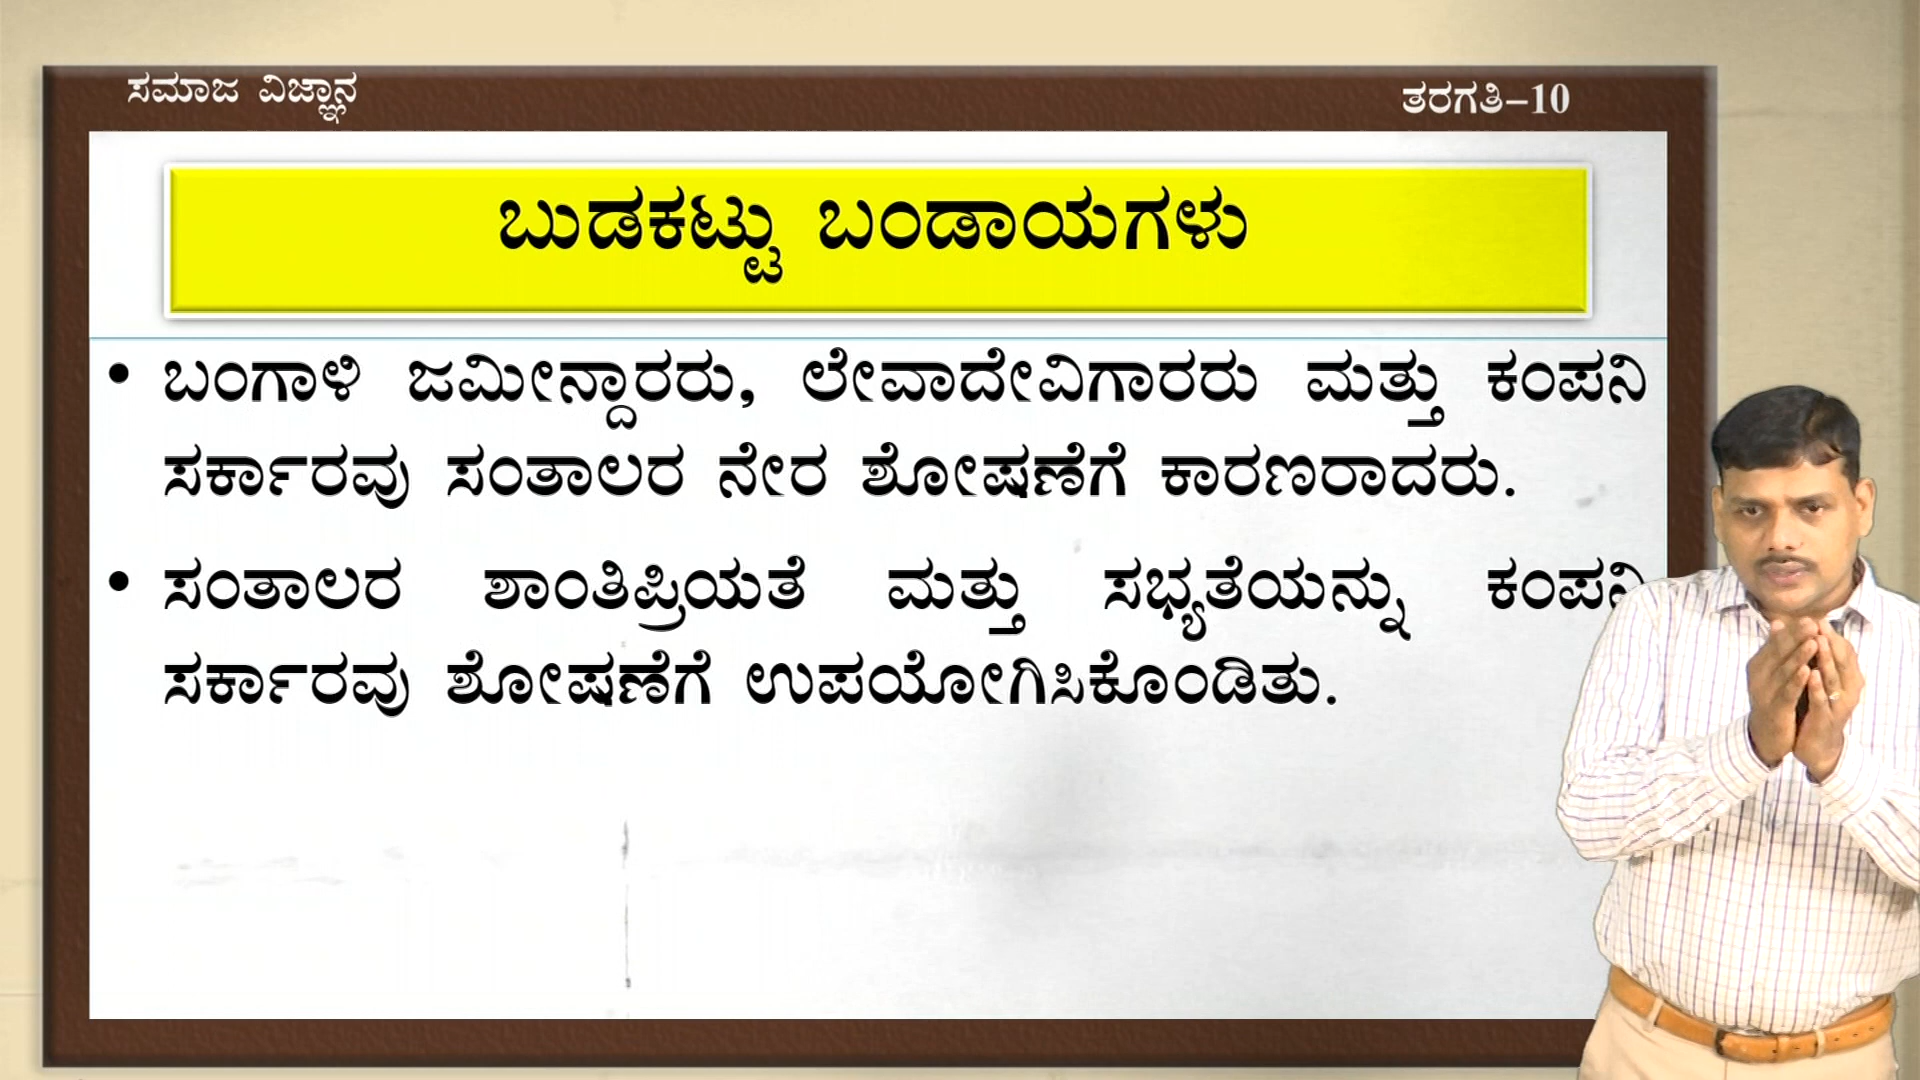 ಸಮಾಜ ವಿಜ್ಞಾನ
ತರಗತಿ–10
ಬುಡಕಟ್ಟು ಬಂಡಾಯಗಳು
• ಬಂಗಾಳಿ ಜಮೀನ್ದಾರರು, ಲೇವಾದೇವಿಗಾರರು ಮತ್ತು ಕಂಪನಿ
ಸರ್ಕಾರವು ಸಂತಾಲರ ನೇರ ಶೋಷಣೆಗೆ ಕಾರಣರಾದರು.
• ಸಂತಾಲರ ಶಾಂತಿಪ್ರಿಯತೆ ಮತ್ತು ಸಭ್ಯತೆಯನ್ನು ಕಂಪನಿ
ಸರ್ಕಾರವು ಶೋಷಣೆಗೆ ಉಪಯೋಗಿಸಿಕೊಂಡಿತು.